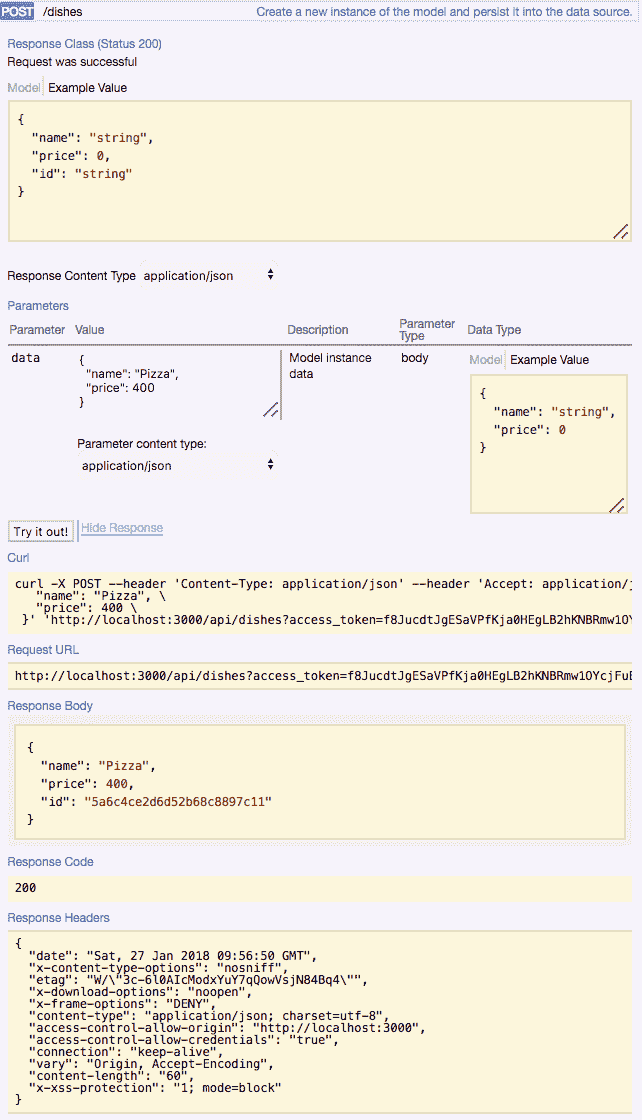 POST /dishes Create a new instance of the model and persist it into the data source.
Response Class (Status 200)
Request was successful
Model Example Value
{
"name": "string",
"price": 0,
"id": "string"
}
Response Content Type application/json
Parameters
Parameter Value Description Parameter Type Data Type
data
{
"name": "Pizza",
"price": 400
}
Parameter content type:
application/json
Model instance
data
body
Model Example Value
{
"name": "string",
"price": 0
}
Try it out! Hide Response
Curl
curl -X POST --header 'Content-Type: application/json' --header 'Accept: application/j
"name": "Pizza", \
"price": 400 \
}' 'http://localhost:3000/api/dishes?access_token=f8JucdtJgESaVPfKja0HEgLB2hKNBRmw1OY
Request URL
http://localhost:3000/api/dishes?access_token=f8JucdtJgESaVPfKja0HEgLB2hKNBRmw1OYcjFuE
Response Body
{
"name": "Pizza",
"price": 400,
"id": "5a6c4ce2d6d52b68c8897c11"
}
Response Code
200
Response Headers
{
"date": "Sat, 27 Jan 2018 09:56:50 GMT",
"x-content-type-options": "nosniff",
"etag": "W/\"3c-6l0AIcModxYuY7qQowVsjN84Bq4\"",
"x-download-options": "noopen",
"x-frame-options": "DENY",
"content-type": "application/json; charset=utf-8",
"access-control-allow-origin": "http://localhost:3000",
"access-control-allow-credentials": "true",
"connection": "keep-alive",
"vary": "Origin, Accept-Encoding",
"content-length": "60",
"x-xss-protection": "1; mode=block"
}